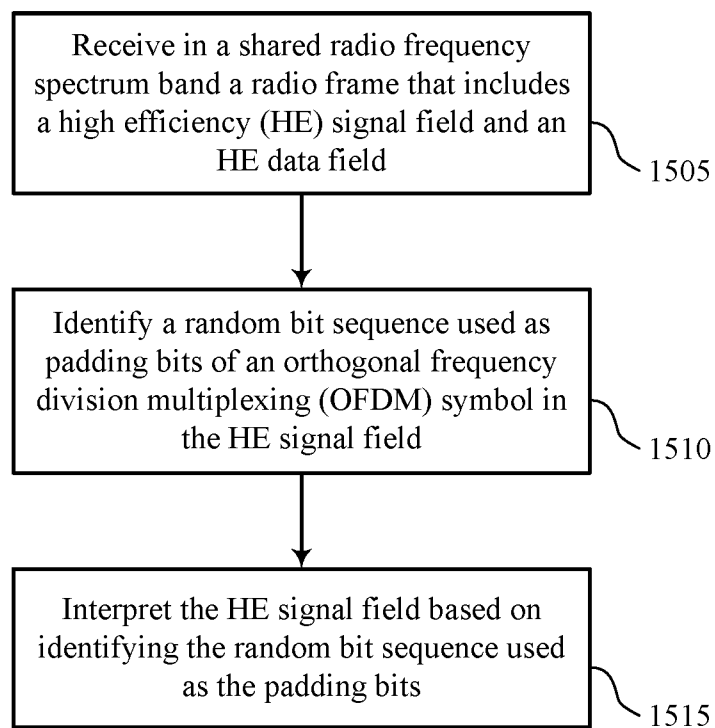 Receive in a shared radio frequency
spectrum band a radio frame that includes
a high efficiency (HE) signal field and an
HE data field
1505
Identify a random bit sequence used as
padding bits of an orthogonal frequency
division multiplexing (OFDM) symbol in
the HE signal field
1510
Interpret the HE signal field based on
identifying the random bit sequence used
as the padding bits
1515